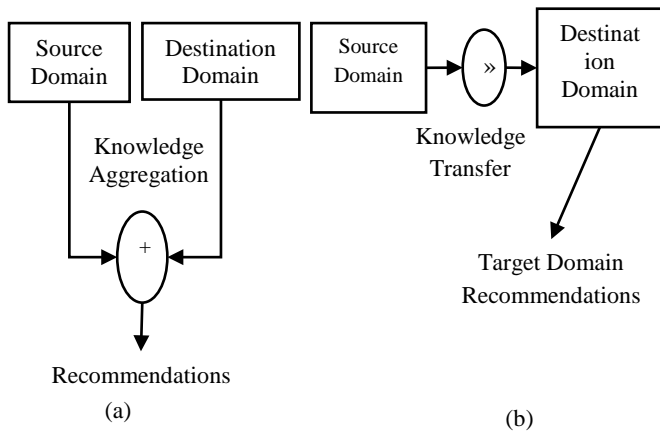 Source
Domain
Destination
Domain
Knowledge
Aggregation
+
Recommendations
(a)
Source
Domain
»
Destinat
ion
Domain
Knowledge
Transfer
Target Domain
Recommendations
(b)